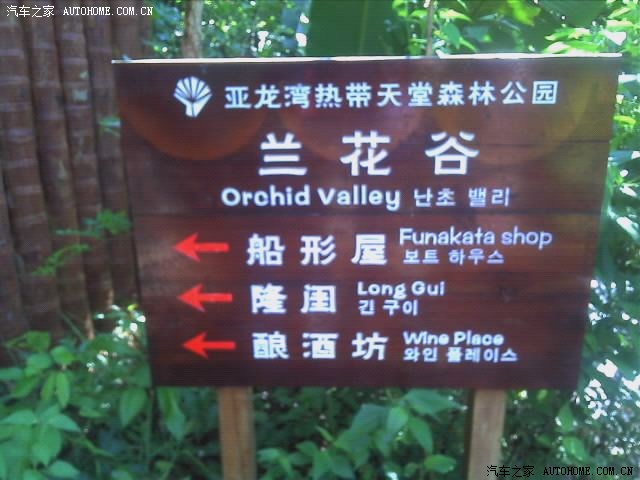 汽车之家 AUTOHOME.COM.CN
亚龙湾热带天堂森林公园
兰花谷
Orchid Valley 난초 밸리
船形屋 Funakata shop
보트 하우스
隆闺 Long Gui
긴 구이
酿酒坊 Wine Place
와인 플레이스
汽车之家 AUTOHOME.COM.CN